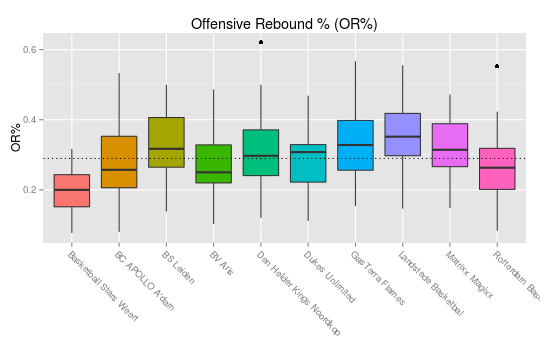 Offensive Rebound % (OR%)
OR%
0.6
0.4
0.2
Basketball Stars Weert
BC APOLLO A'dam
BS Leiden
BV Aris
Den Helder Kings Noordkop
Dukes Unlimited
GasTerra Flames
Landstede Basketbal
Matrixx Magixx
Rotterdam Bas